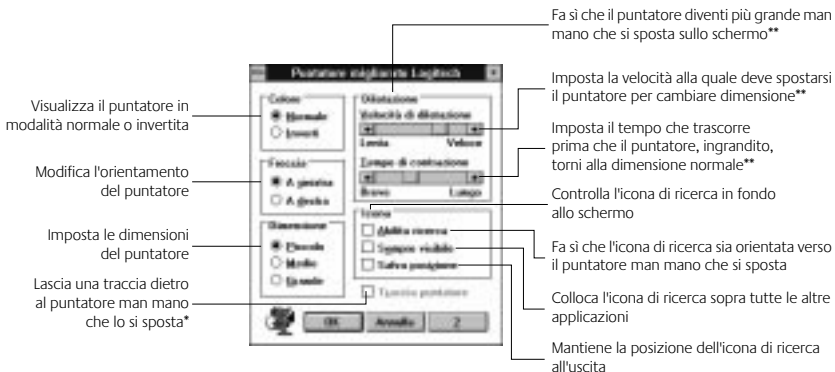 Fa sì che il puntatore diventi più grande man
mano che si sposta sullo schermo**
Puntatore migliorato Logitech
Visualizza il puntatore in
modalità normale o invertita
Modifica l'orientamento
del puntatore
Imposta le dimensioni
del puntatore
Lascia una traccia dietro
al puntatore man mano
che lo si sposta*
Colore
Normale
Inverti
Freccia
A sinistra
A destra
Dimensione
Piccolo
Medio
Grande
Dilatazione
Velocità di dilatazione
Lenta Veloce
Tempo di contrazione
Breve Lungo
Icona
Abilita ricerca
Sempre visibile
Salva posizione
Traccia puntatore
OK Annulla ?
Imposta la velocità alla quale deve spostarsi
il puntatore per cambiare dimensione**
Imposta il tempo che trascorre
prima che il puntatore, ingrandito,
torni alla dimensione normale**
Controlla l'icona di ricerca in fondo
allo schermo
Fa sì che l'icona di ricerca sia orientata verso
il puntatore man mano che si sposta
Colloca l'icona di ricerca sopra tutte le altre
applicazioni
Mantiene la posizione dell'icona di ricerca
all'uscita